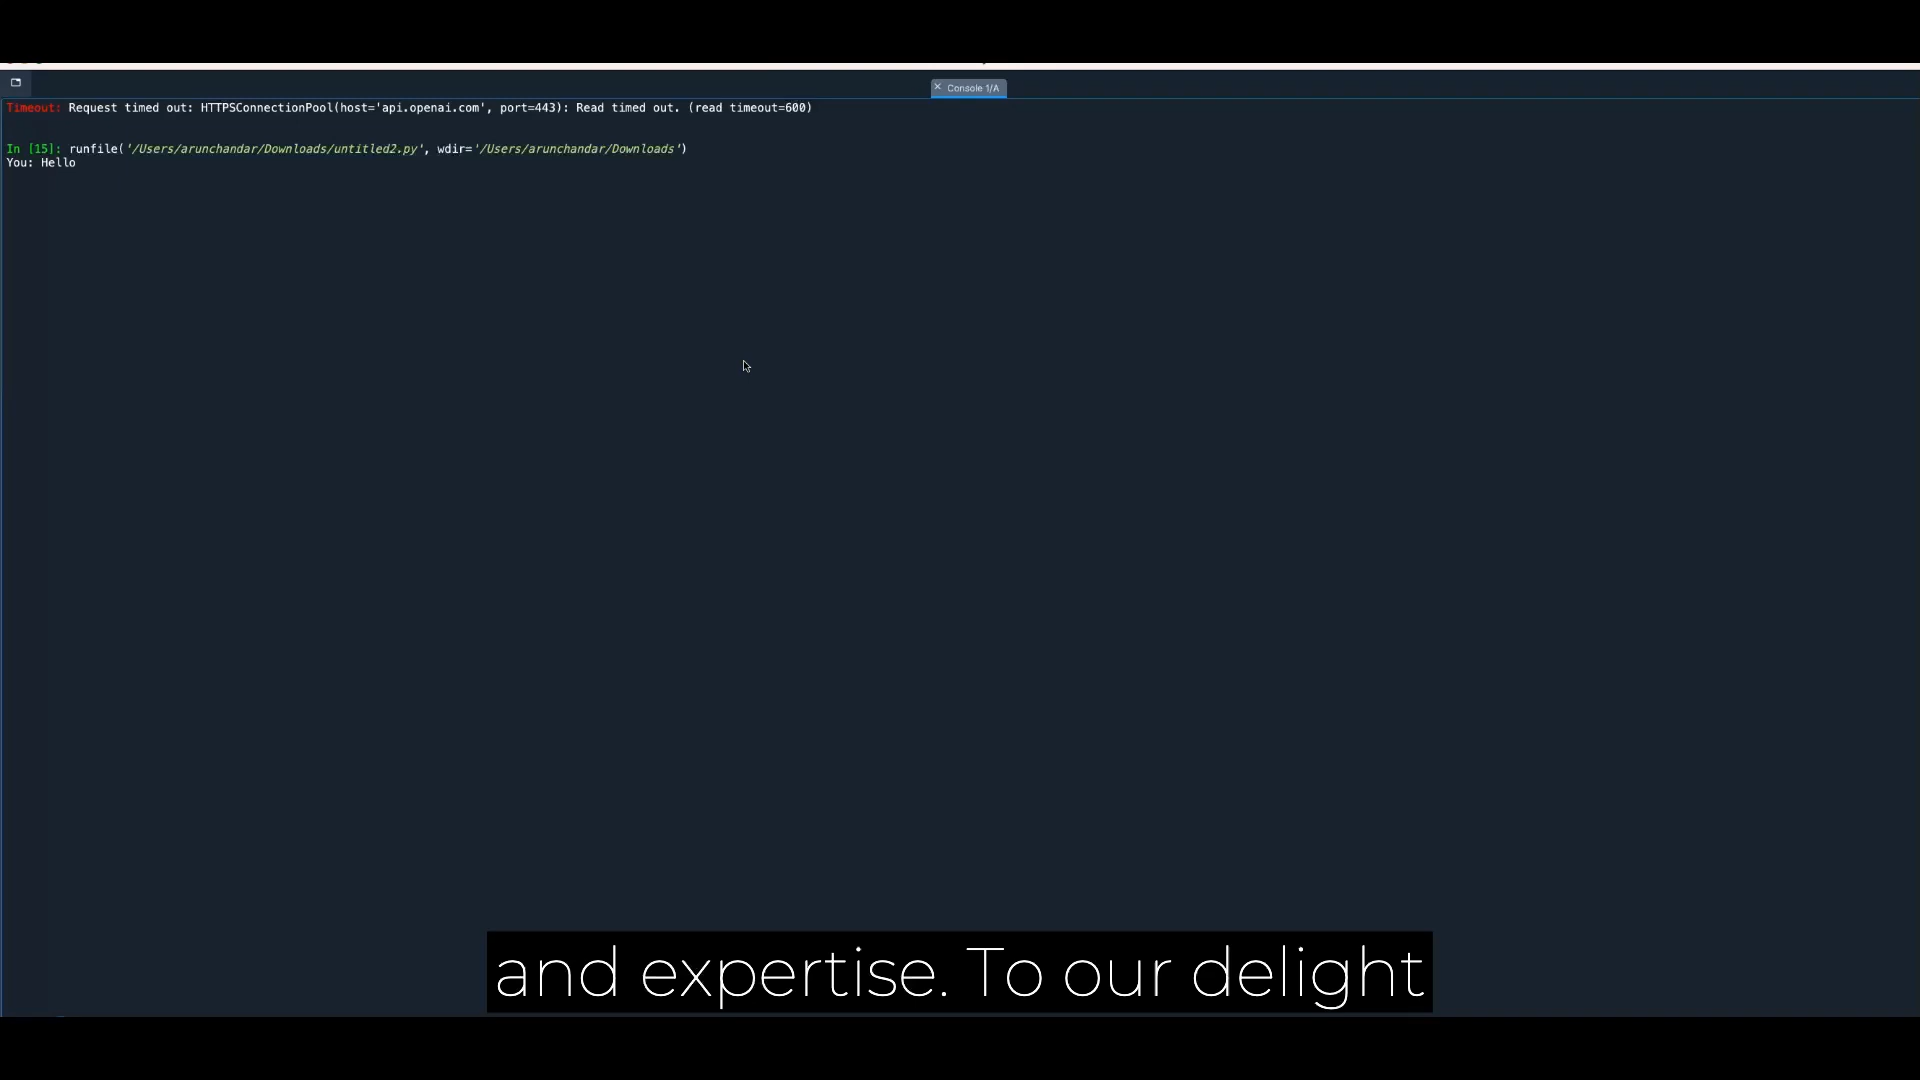 Console 1/A
Timeout: Request timed out: HTTPSConnectionPool(host='api.openai.com', port=443): Read timed out. (read timeout=600)
In [15]: runfile('/Users/arunchandar/Downloads/untitled2.py', wdir='/Users/arunchandar/Downloads')
You: Hello
and expertise. To our delight